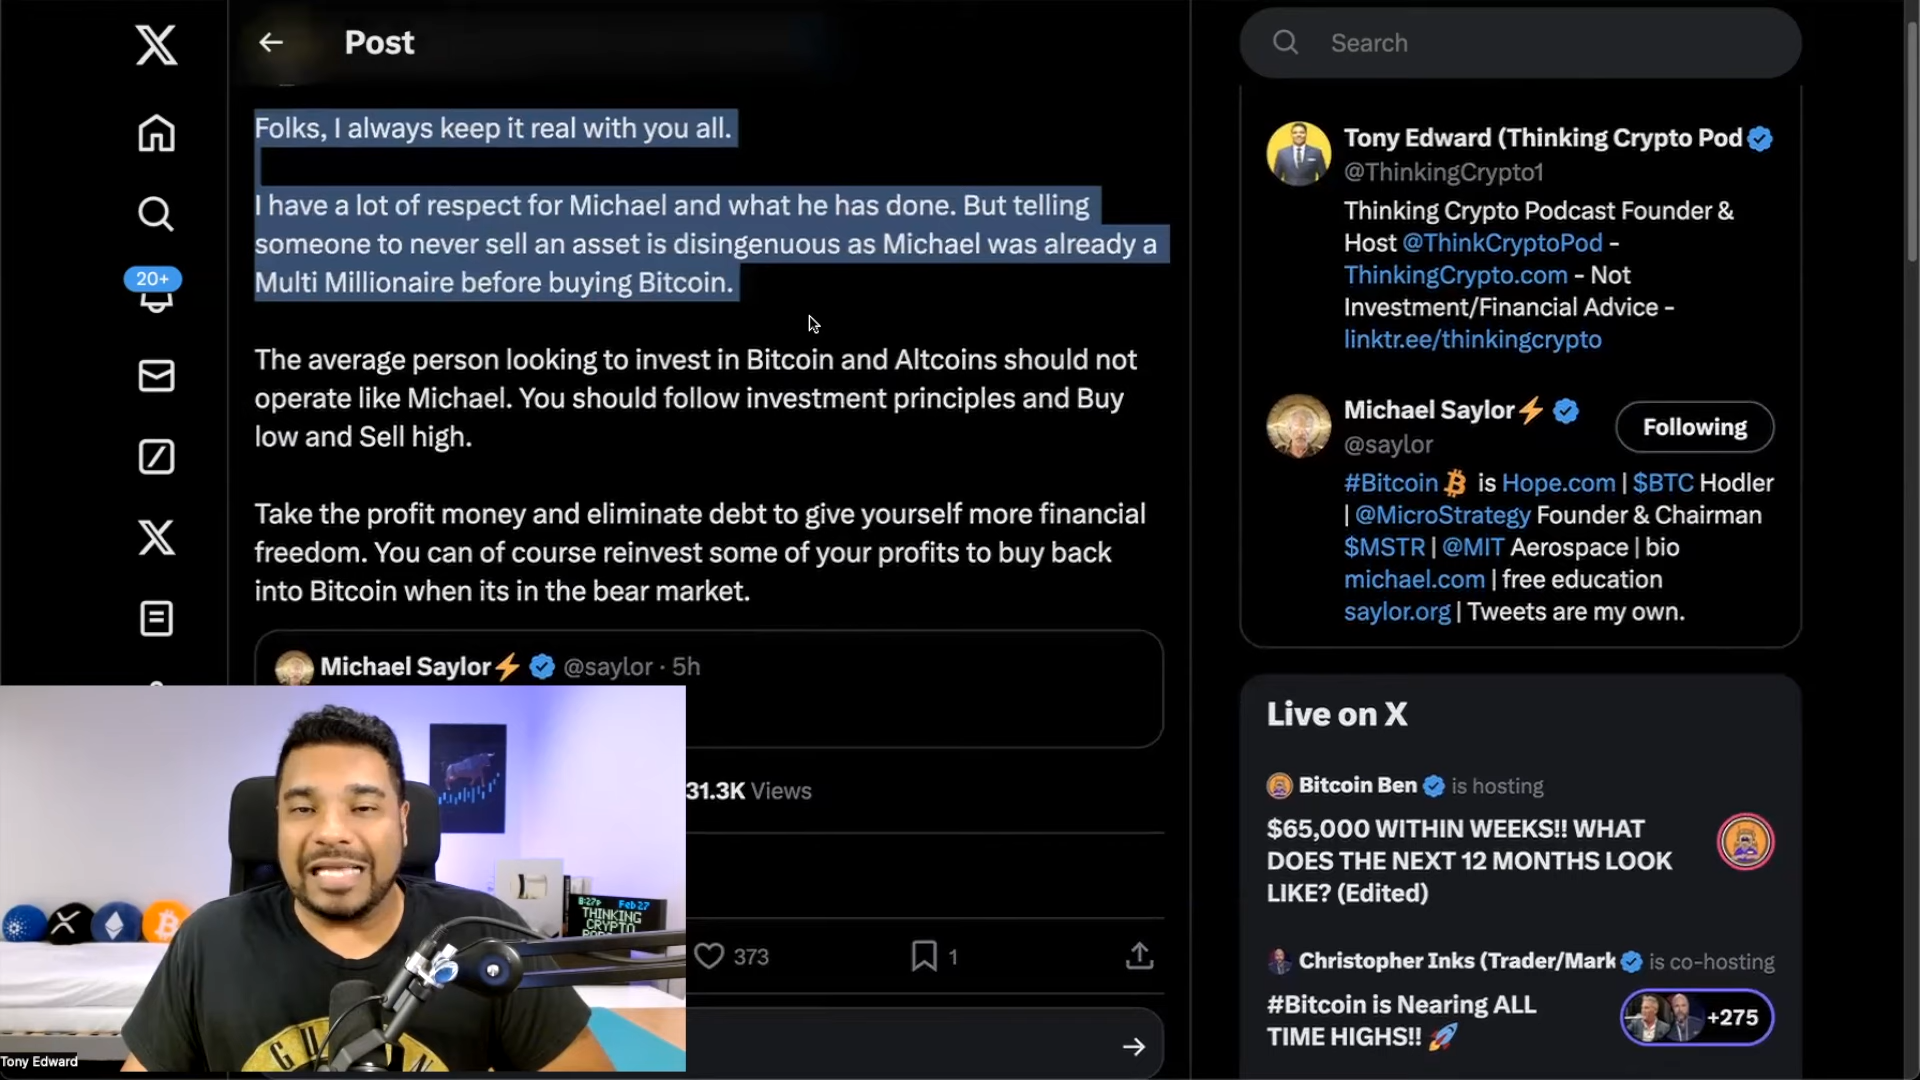 Post
Search
Folks, I always keep it real with you all.
I have a lot of respect for Michael and what he has done. But telling
someone to never sell an asset is disingenuous as Michael was already a
Multi Millionaire before buying Bitcoin.
The average person looking to invest in Bitcoin and Altcoins should not
operate like Michael. You should follow investment principles and Buy
low and Sell high.
Take the profit money and eliminate debt to give yourself more financial
freedom. You can of course reinvest some of your profits to buy back
into Bitcoin when its in the bear market.
Michael Saylor⚡ @saylor · 5h
31.3K Views
373
1
20+
Tony Edward (Thinking Crypto Pod
@ThinkingCrypto1
Thinking Crypto Podcast Founder &
Host @ThinkCryptoPod -
ThinkingCrypto.com - Not
Investment/Financial Advice -
linktr.ee/thinkingcrypto
Michael Saylor⚡
@saylor
Following
#Bitcoin is Hope.com | $BTC Hodler
| @MicroStrategy Founder & Chairman
$MSTR | @MIT Aerospace | bio
michael.com | free education
saylor.org | Tweets are my own.
Live on X
Bitcoin Ben is hosting
$65,000 WITHIN WEEKS!! WHAT
DOES THE NEXT 12 MONTHS LOOK
LIKE? (Edited)
Christopher Inks (Trader/Mark is co-hosting
#Bitcoin is Nearing ALL
TIME HIGHS!! 🚀
+275
8:27p Feb 27
THINKING
CRYPTO
Tony Edward